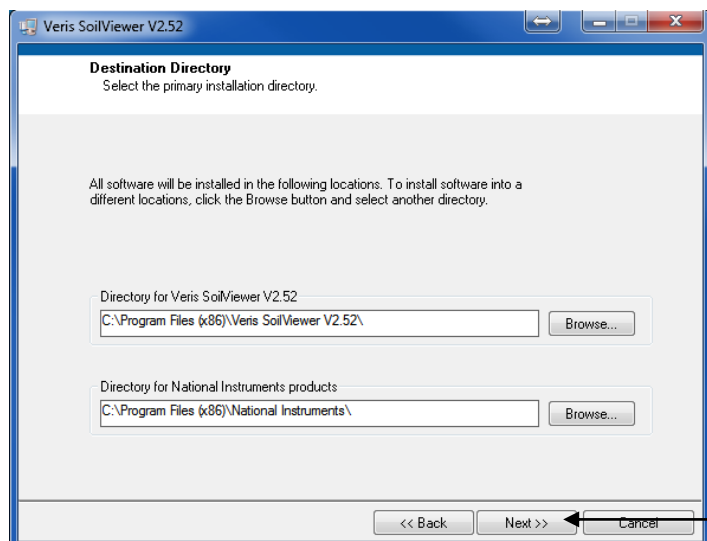 Veris SoilViewer V2.52
Destination Directory
Select the primary installation directory.
All software will be installed in the following locations. To install software into a
different locations, click the Browse button and select another directory.
Directory for Veris SoilViewer V2.52
C:\Program Files (x86)\Veris SoilViewer V2.52\
Browse...
Directory for National Instruments products
C:\Program Files (x86)\National Instruments\
Browse...
<< Back
Next >>
Cancel